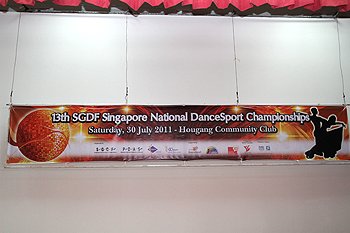 13th SGDF Singapore National DanceSport Championships
Saturday, 30 July 2011 - Hougang Community Club